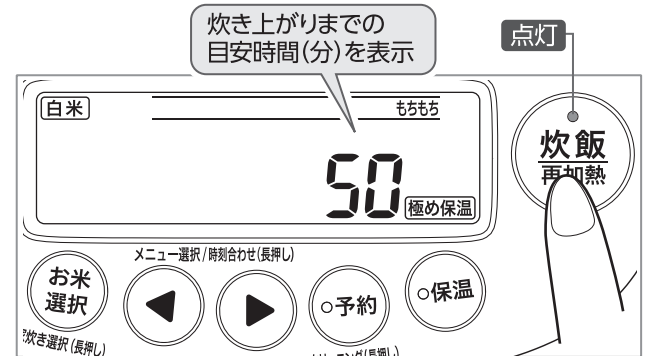 炊き上がりまでの
目安時間(分)を表示
点灯
白米
もちもち
50
極め保温
炊飯
再加熱
メニュー選択/時刻合わせ(長押し)
お米
選択
予約
保温
炊き選択(長押し)
(長押し)